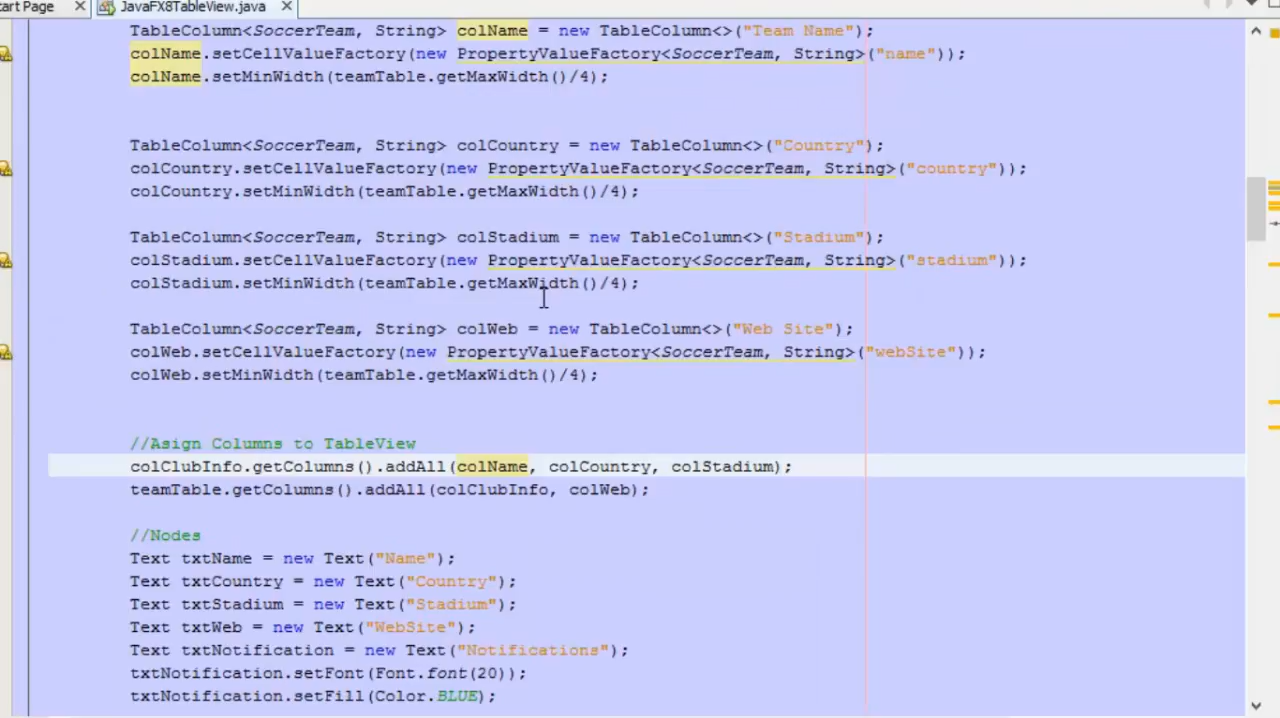 art Page
JavaFX8TableView.java
TableColumn<SoccerTeam, String> colName = new TableColumn<>("Team Name");
colName.setCellValueFactory(new PropertyValueFactory<SoccerTeam, String>("name"));
colName.setMinWidth(teamTable.getMaxWidth()/4);
TableColumn<SoccerTeam, String> colCountry = new TableColumn<>("Country");
colCountry.setCellValueFactory(new PropertyValueFactory<SoccerTeam, String>("country"));
colCountry.setMinWidth(teamTable.getMaxWidth()/4);
TableColumn<SoccerTeam, String> colStadium = new TableColumn<>("Stadium");
colStadium.setCellValueFactory(new PropertyValueFactory<SoccerTeam, String>("stadium"));
colStadium.setMinWidth(teamTable.getMaxWidth()/4);
TableColumn<SoccerTeam, String> colWeb = new TableColumn<>("Web Site");
colWeb.setCellValueFactory(new PropertyValueFactory<SoccerTeam, String>("webSite"));
colWeb.setMinWidth(teamTable.getMaxWidth()/4);
//Asign Columns to TableView
colClubInfo.getColumns().addAll(colName, colCountry, colStadium);
teamTable.getColumns().addAll(colClubInfo, colWeb);
//Nodes
Text txtName = new Text("Name");
Text txtCountry = new Text("Country");
Text txtStadium = new Text("Stadium");
Text txtWeb = new Text("WebSite");
Text txtNotification = new Text("Notifications");
txtNotification.setFont(Font.font(20));
txtNotification.setFill(Color.BLUE);